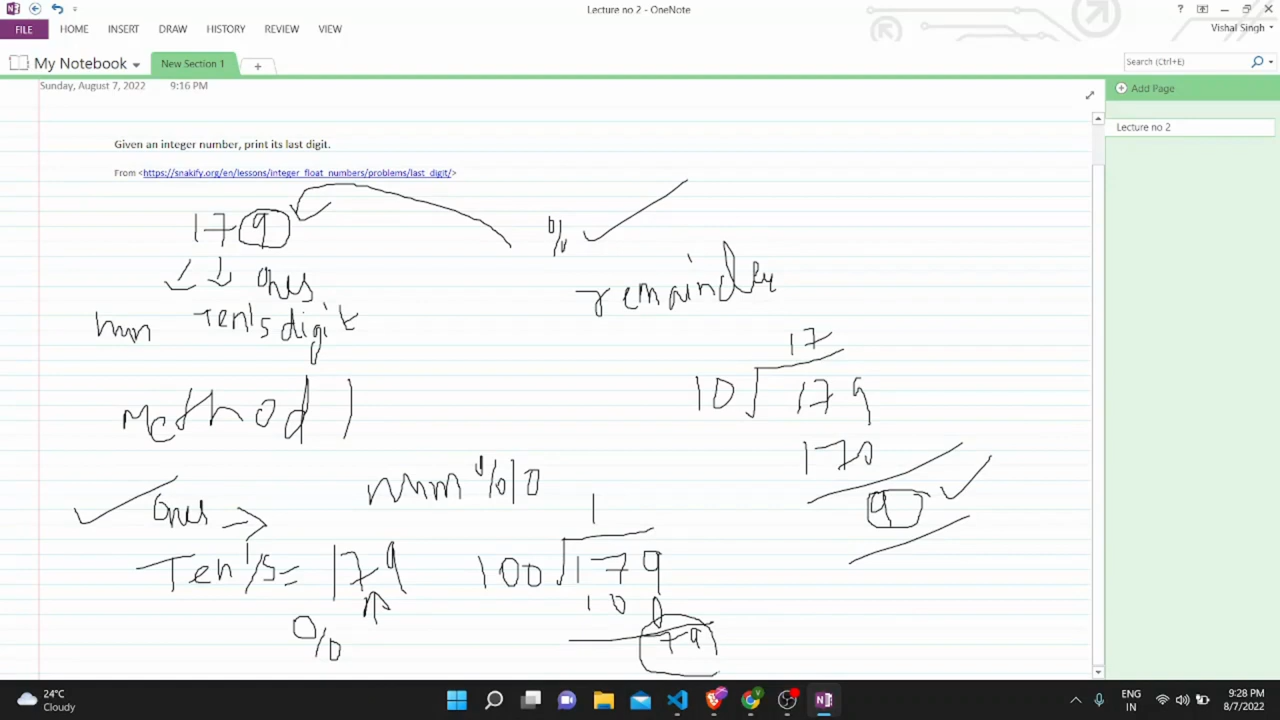 Lecture no 2 - OneNote
FILE HOME INSERT DRAW HISTORY REVIEW VIEW
Vishal Singh
My Notebook
New Section 1
Search (Ctrl+E)
Sunday, August 7, 2022 9:16 PM
Add Page
Lecture no 2
Given an integer number, print its last digit.
From <https://snakify.org/en/lessons/integer_float_numbers/problems/last_digit/>
179
%
ones
remainder
hun Ten's digit
17
10 179
Method 1
170
num %10
9
ones
1
Ten's = 179
100 179
100
%
79
24°C
Cloudy
ENG
IN
9:28 PM
8/7/2022